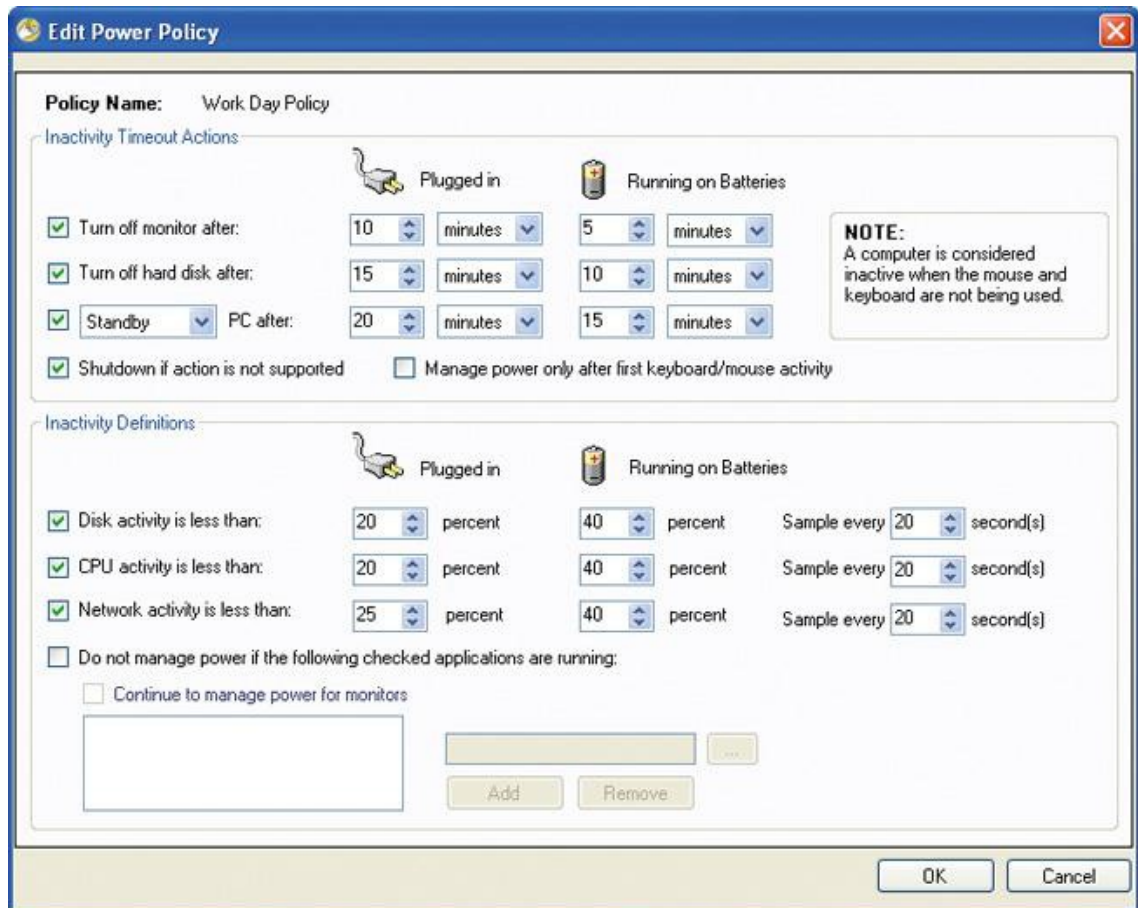 Edit Power Policy
Policy Name: Work Day Policy
Inactivity Timeout Actions
Plugged in Running on Batteries
Turn off monitor after: 10 minutes 5 minutes
Turn off hard disk after: 15 minutes 10 minutes
Standby PC after: 20 minutes 15 minutes
NOTE:
A computer is considered
inactive when the mouse and
keyboard are not being used.
Shutdown if action is not supported Manage power only after first keyboard/mouse activity
Inactivity Definitions
Plugged in Running on Batteries
Disk activity is less than: 20 percent 40 percent Sample every 20 second(s)
CPU activity is less than: 20 percent 40 percent Sample every 20 second(s)
Network activity is less than: 25 percent 40 percent Sample every 20 second(s)
Do not manage power if the following checked applications are running:
Continue to manage power for monitors
...
Add Remove
OK Cancel